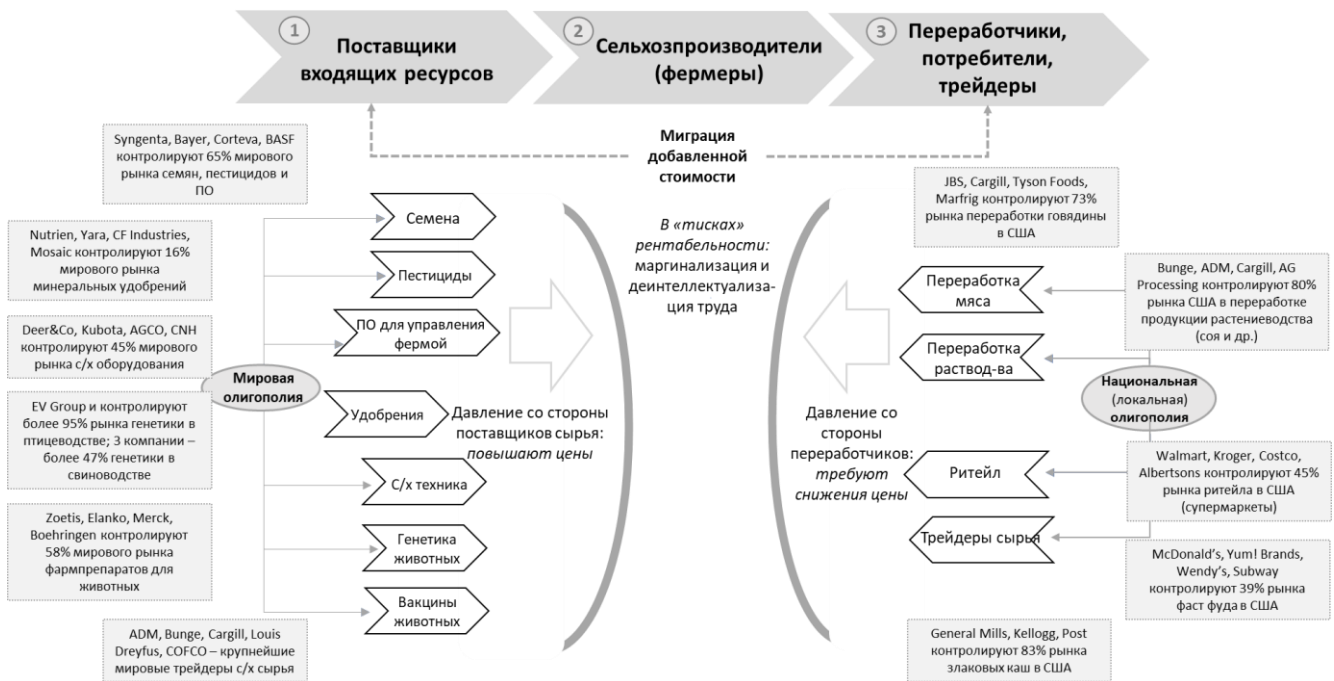 1
Поставщики
входящих ресурсов
2
Сельхозпроизводители
(фермеры)
3
Переработчики,
потребители,
трейдеры
Миграция
добавленной
стоимости
Syngenta, Bayer, Corteva, BASF
контролируют 65% мирового
рынка семян, пестицидов и
ПО
Nutrien, Yara, CF Industries,
Mosaic контролируют 16%
мирового рынка
минеральных удобрений
Deer&Co, Kubota, AGCO, CNH
контролируют 45% мирового
рынка с/х оборудования
Мировая
олигополия
EV Group и контролируют
более 95% рынка генетики в
птицеводстве; 3 компании –
более 47% генетики в
свиноводстве
Zoetis, Elanko, Merck,
Boehringen контролируют
58% мирового рынка
фармпрепаратов для
животных
ADM, Bunge, Cargill, Louis
Dreyfus, COFCO – крупнейшие
мировые трейдеры с/х сырья
Семена
Пестициды
ПО для управления
фермой
Удобрения
С/х техника
Генетика
животных
Вакцины
животных
Давление со стороны
поставщиков сырья:
повышают цены
В «тисках»
рентабельности:
маргинализация и
деинтеллектуализа-
ция труда
Давление со
стороны
переработчиков:
требуют
снижения цены
JBS, Cargill, Tyson Foods,
Marfrig контролируют 73%
рынка переработки говядины
в США
Переработка
мяса
Переработка
раствод-ва
Ритейл
Трейдеры сырья
Bunge, ADM, Cargill, AG
Processing контролируют 80%
рынка США в переработке
продукции растениеводства
(соя и др.)
Национальная
(локальная)
олигополия
Walmart, Kroger, Costco,
Albertsons контролируют 45%
рынка ритейла в США
(супермаркеты)
McDonald’s, Yum! Brands,
Wendy’s, Subway
контролируют 39% рынка
фаст фуда в США
General Mills, Kellogg, Post
контролируют 83% рынка
злаковых каш в США